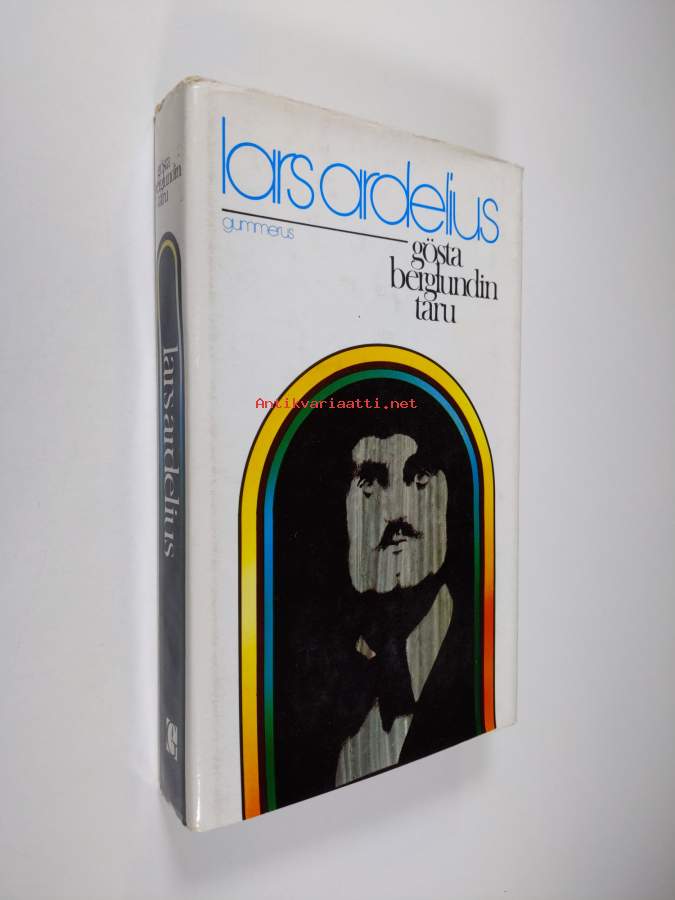 lars ardelius
gummerus
gösta
berglundin
taru
gösta
berglundin
taru
lars ardelius
G
Antikvariaatti.net